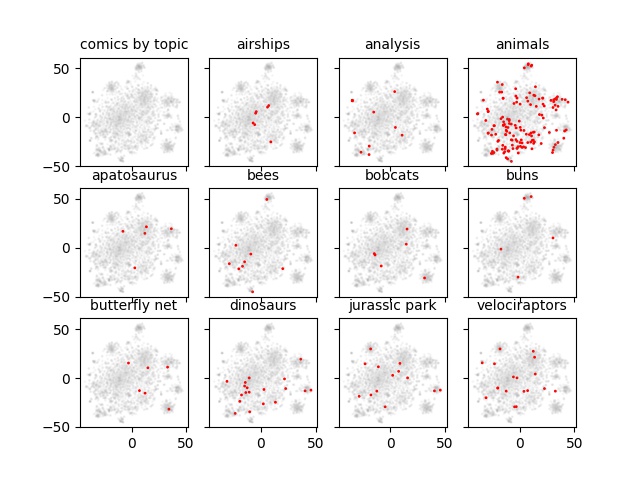 comics by topic airships analysis animals
50
0
−50
apatosaurus bees bobcats buns
50
0
−50
butterfly net dinosaurs jurassic park velociraptors
50
0
−50
0 50 0 50 0 50 0 50